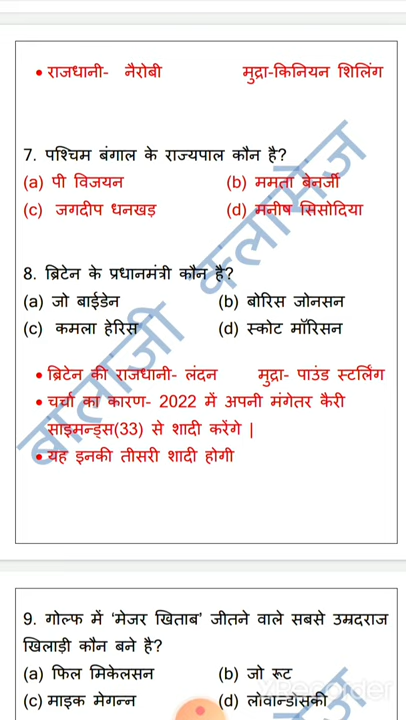 • राजधानी- नैरोबी मुद्रा-किनियन शिलिंग
7. पश्चिम बंगाल के राज्यपाल कौन है?
(a) पी विजयन (b) ममता बेनर्जी
(c) जगदीप धनखड़ (d) मनीष सिसोदिया
8. ब्रिटेन के प्रधानमंत्री कौन है?
(a) जो बाईडेन (b) बोरिस जोनसन
(c) कमला हेरिस (d) स्कोट मॉरिसन
• ब्रिटेन की राजधानी- लंदन मुद्रा- पाउंड स्टर्लिंग
• चर्चा का कारण- 2022 में अपनी मंगेतर कैरी
साइमन्ड्स(33) से शादी करेंगे |
• यह इनकी तीसरी शादी होगी
बालाजी क्लासेज
9. गोल्फ में ‘मेजर खिताब’ जीतने वाले सबसे उम्रदराज
खिलाड़ी कौन बने है?
(a) फिल मिकेलसन (b) जो रूट
(c) माइक मेगन्न (d) लोवान्डोसकी
XRecorder